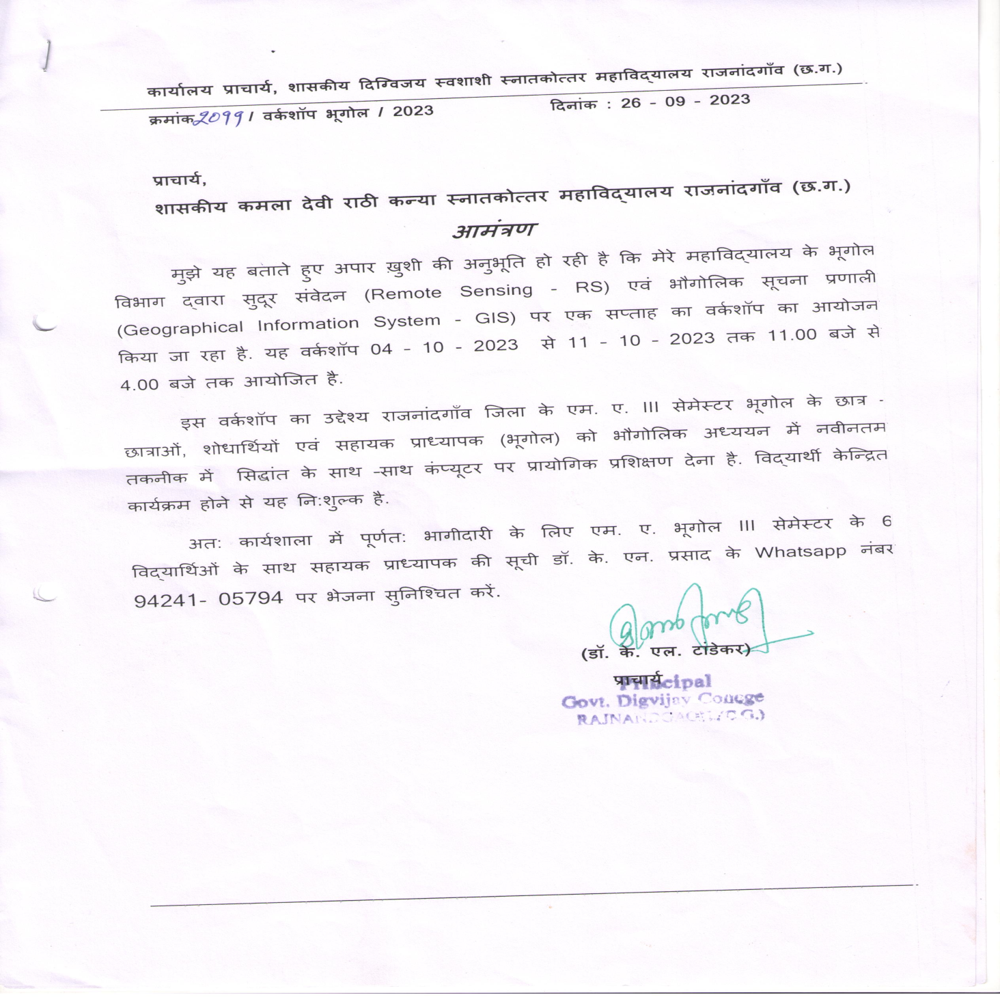 कार्यालय प्राचार्य, शासकीय दिग्विजय स्वशाशी स्नातकोत्तर महाविद्यालय राजनांदगाँव (छ.ग.)
क्रमांक 2099 / वर्कशॉप भूगोल / 2023 दिनांक : 26 - 09 - 2023
प्राचार्य,
शासकीय कमला देवी राठी कन्या स्नातकोत्तर महाविद्यालय राजनांदगाँव (छ.ग.)
आमंत्रण
मुझे यह बताते हुए अपार ख़ुशी की अनुभूति हो रही है कि मेरे महाविद्यालय के भूगोल
विभाग द्वारा सुदूर संवेदन (Remote Sensing - RS) एवं भौगोलिक सूचना प्रणाली
(Geographical Information System - GIS) पर एक सप्ताह का वर्कशॉप का आयोजन
किया जा रहा है. यह वर्कशॉप 04 - 10 - 2023 से 11 - 10 - 2023 तक 11.00 बजे से
4.00 बजे तक आयोजित है.
इस वर्कशॉप का उद्देश्य राजनांदगाँव जिला के एम. ए. III सेमेस्टर भूगोल के छात्र -
छात्राओं, शोधार्थियों एवं सहायक प्राध्यापक (भूगोल) को भौगोलिक अध्ययन में नवीनतम
तकनीक में सिद्धांत के साथ -साथ कंप्यूटर पर प्रायोगिक प्रशिक्षण देना है. विद्यार्थी केन्द्रित
कार्यक्रम होने से यह नि:शुल्क है.
अत: कार्यशाला में पूर्णत: भागीदारी के लिए एम. ए. भूगोल III सेमेस्टर के 6
विद्यार्थिओं के साथ सहायक प्राध्यापक की सूची डॉ. के. एन. प्रसाद के Whatsapp नंबर
94241- 05794 पर भेजना सुनिश्चित करें.
(डॉ. के. एल. टांडेकर)
प्राचार्य
Principal
Govt. Digvijay College
RAJNANDGAON (C.G.)